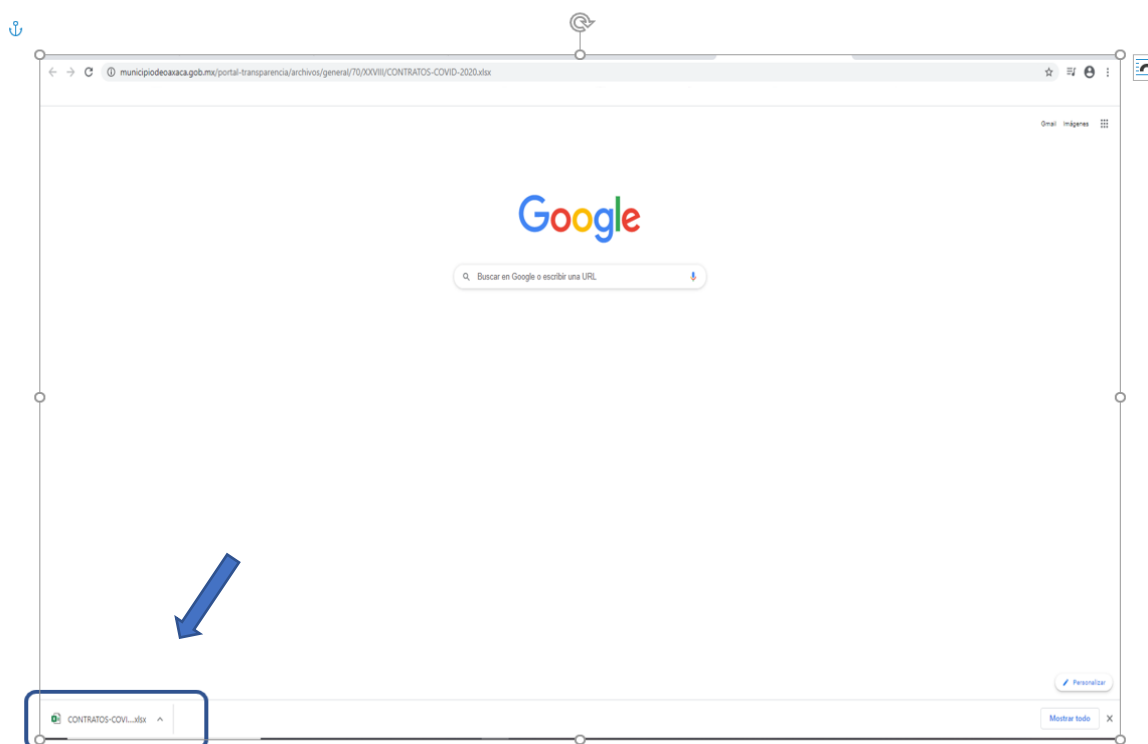 municipiodeoaxaca.gob.mx/portal-transparencia/archivos/general/70/XXVIII/CONTRATOS-COVID-2020.xlsx
Gmail Imágenes
Google
Buscar en Google o escribir una URL
Personalizar
CONTRATOS-COVI....xlsx
Mostrar todo